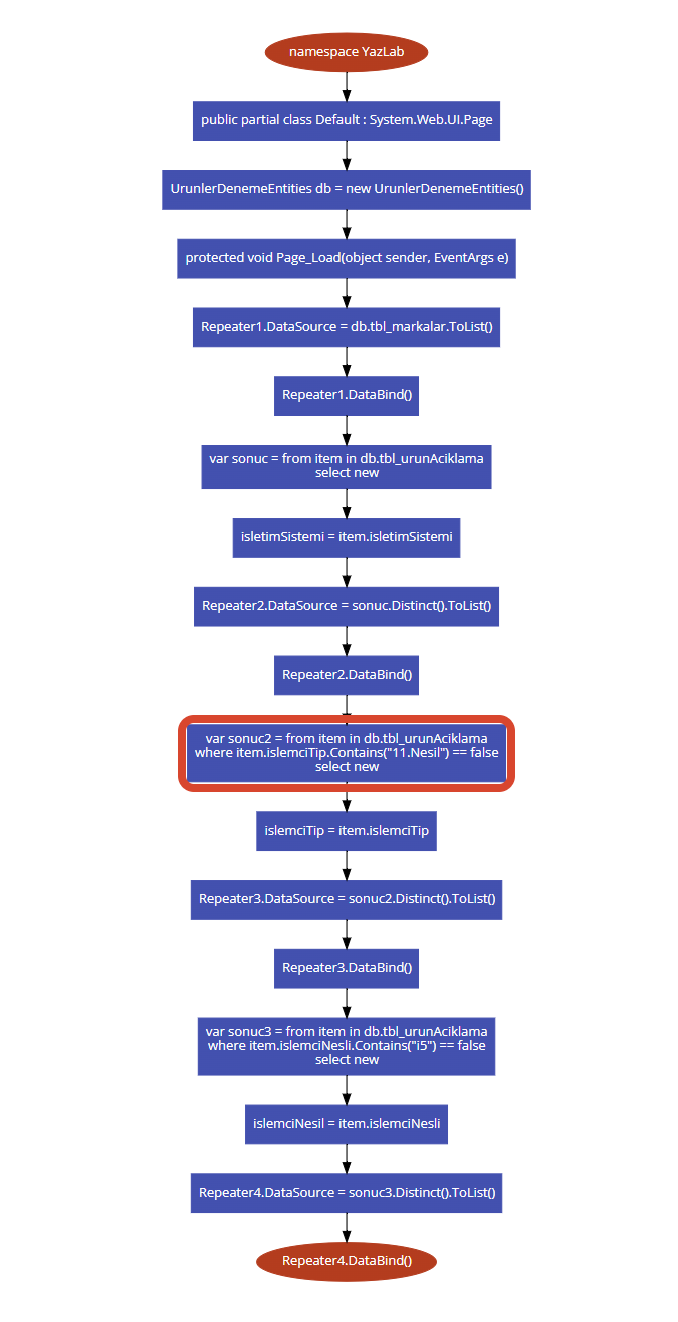 namespace YazLab
public partial class Default : System.Web.UI.Page
UrunlerDenemeEntities db = new UrunlerDenemeEntities()
protected void Page_Load(object sender, EventArgs e)
Repeater1.DataSource = db.tbl_markalar.ToList()
Repeater1.DataBind()
var sonuc = from item in db.tbl_urunAciklama
select new
isletimSistemi = item.isletimSistemi
Repeater2.DataSource = sonuc.Distinct().ToList()
Repeater2.DataBind()
var sonuc2 = from item in db.tbl_urunAciklama
where item.islemciTip.Contains("11.Nesil") == false
select new
islemciTip = item.islemciTip
Repeater3.DataSource = sonuc2.Distinct().ToList()
Repeater3.DataBind()
var sonuc3 = from item in db.tbl_urunAciklama
where item.islemciNesli.Contains("i5") == false
select new
islemciNesil = item.islemciNesli
Repeater4.DataSource = sonuc3.Distinct().ToList()
Repeater4.DataBind()